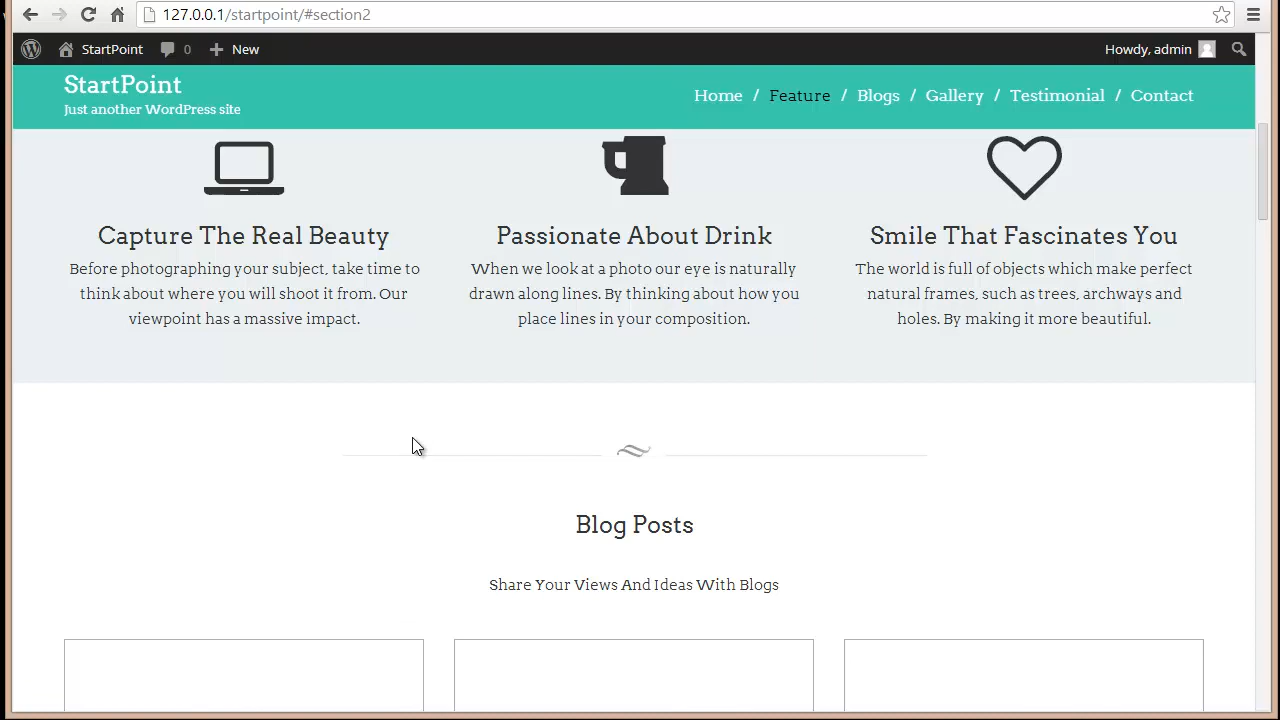 127.0.0.1/startpoint/#section2
StartPoint 0 New Howdy, admin
StartPoint
Just another WordPress site
Home / Feature / Blogs / Gallery / Testimonial / Contact
Capture The Real Beauty
Before photographing your subject, take time to
think about where you will shoot it from. Our
viewpoint has a massive impact.
Passionate About Drink
When we look at a photo our eye is naturally
drawn along lines. By thinking about how you
place lines in your composition.
Smile That Fascinates You
The world is full of objects which make perfect
natural frames, such as trees, archways and
holes. By making it more beautiful.
Blog Posts
Share Your Views And Ideas With Blogs